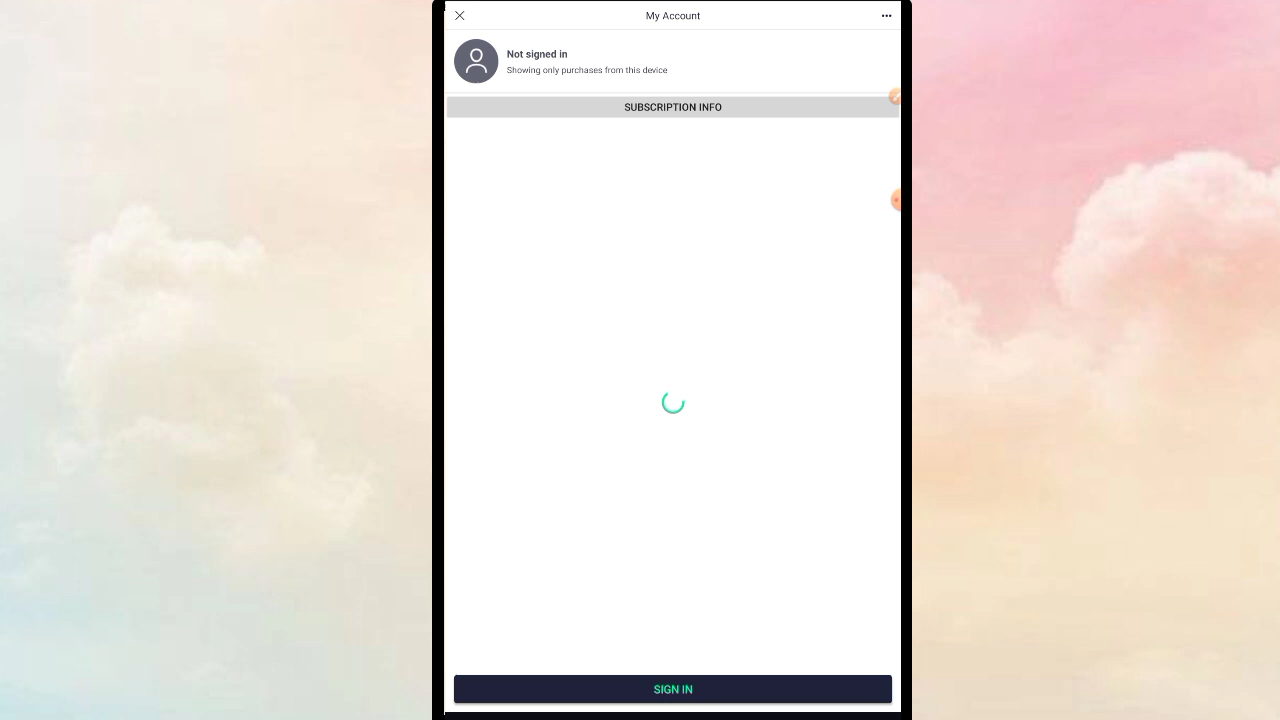 My Account
Not signed in
Showing only purchases from this device
SUBSCRIPTION INFO
SIGN IN